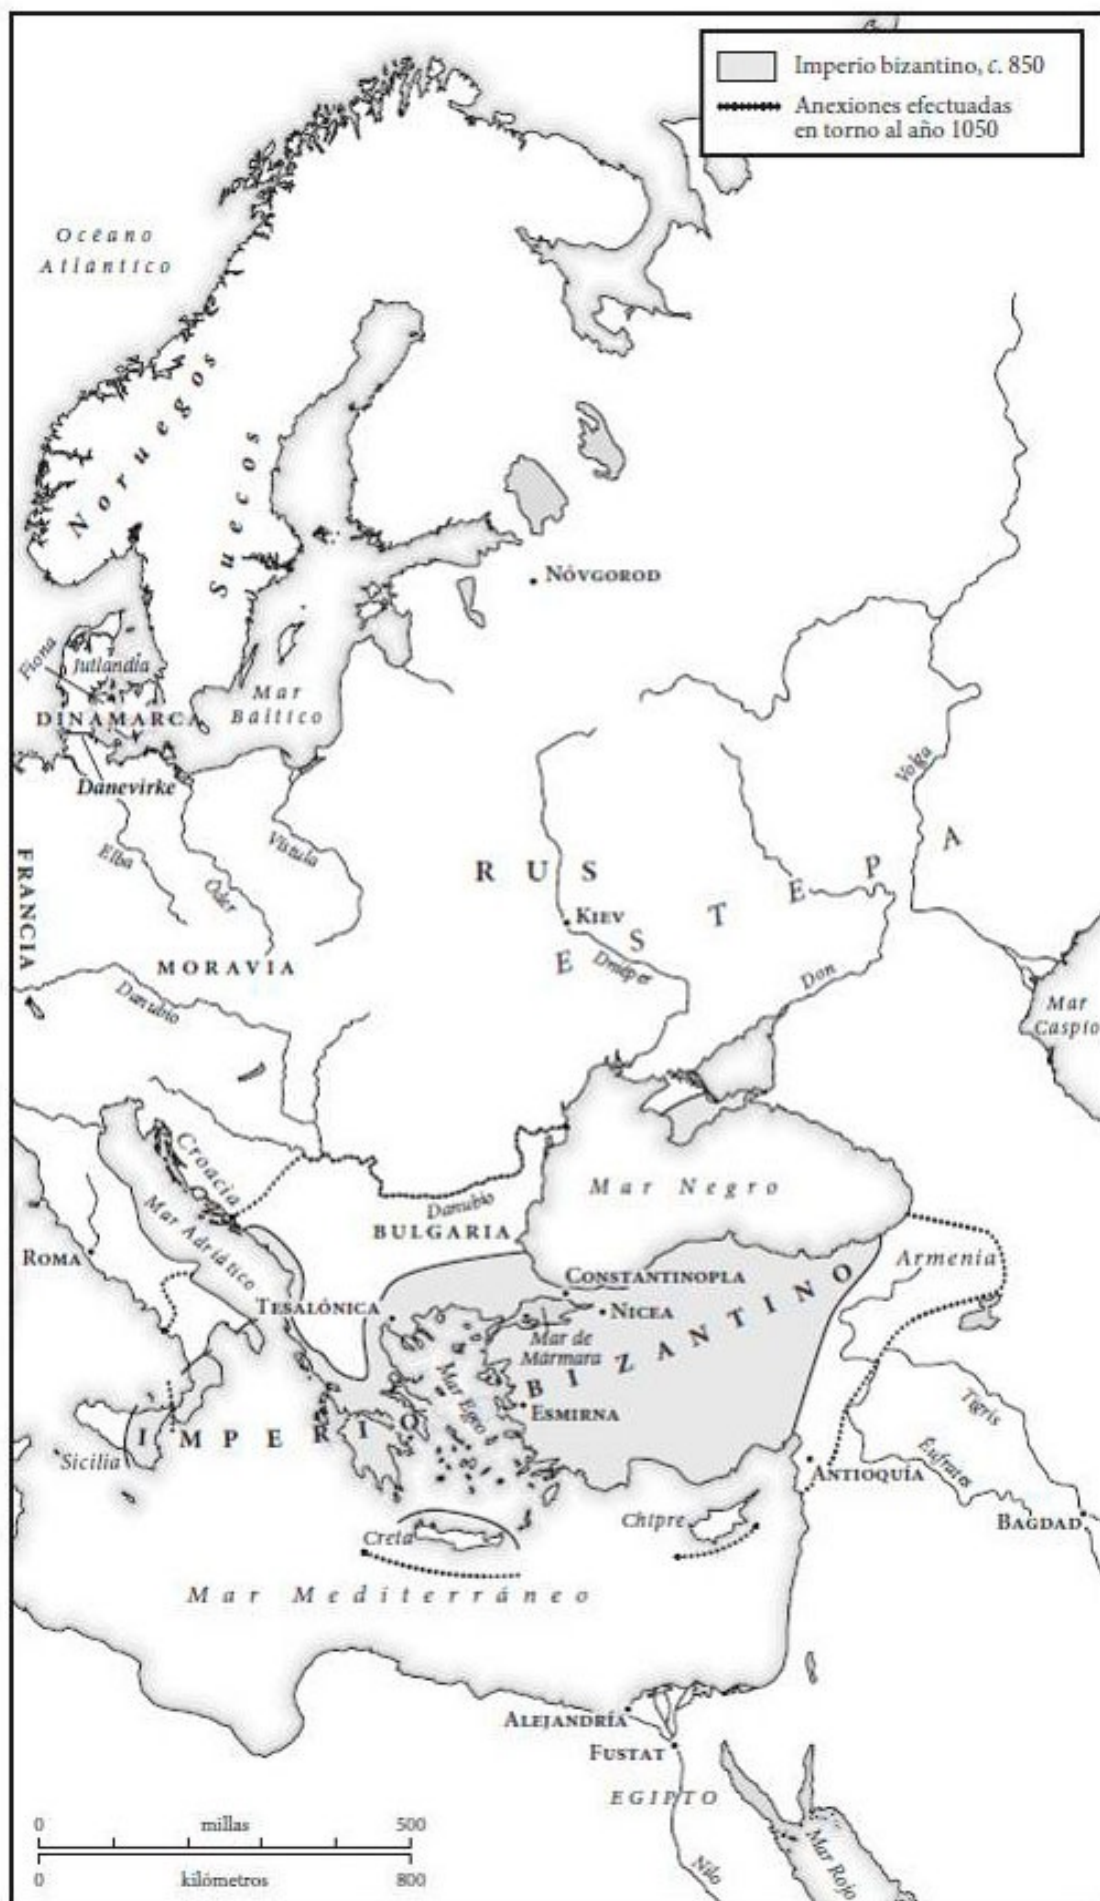 Imperio bizantino, c. 850
Anexiones efectuadas
en torno al año 1050
Océano
Atlántico
Noruegos
Suecos
NÓVGOROD
Fiona
Jutlandia
Mar
Báltico
DINAMARCA
Danevirke
Elba
Óder
Vístula
Volga
FRANCIA
RUS
ESTEPA
KIEV
Dniéper
Don
MORAVIA
Danubio
Mar
Caspio
Croacia
Mar Adriático
Mar Negro
Danubio
BULGARIA
ROMA
Armenia
CONSTANTINOPLA
TESALÓNICA
NICEA
Mar de
Mármara
Mar Egeo
IMPERIO BIZANTINO
ESMIRNA
Sicilia
Tigris
Éufrates
ANTIOQUÍA
BAGDAD
Creta
Chipre
Mar Mediterráneo
ALEJANDRÍA
FUSTAT
EGIPTO
Nilo
Mar Rojo
0 millas 500
0 kilómetros 800